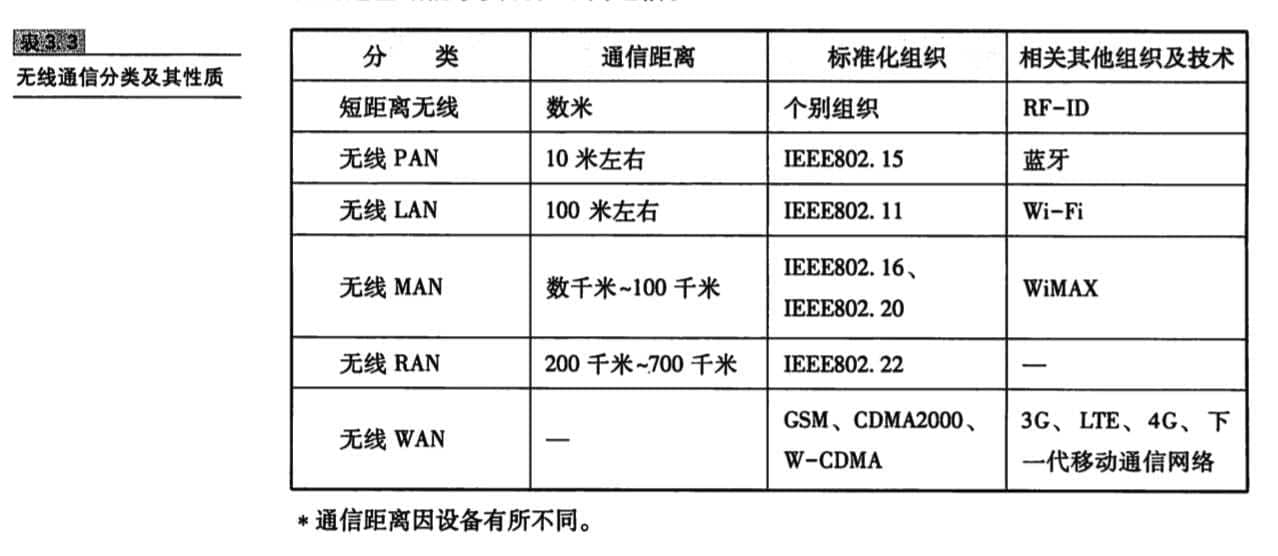 表3.3
无线通信分类及其性质
分 类 通信距离 标准化组织 相关其他组织及技术
短距离无线 数米 个别组织 RF-ID
无线 PAN 10 米左右 IEEE802.15 蓝牙
无线 LAN 100 米左右 IEEE802.11 Wi-Fi
无线 MAN 数千米~100 千米 IEEE802.16、
IEEE802.20 WiMAX
无线 RAN 200 千米~700 千米 IEEE802.22 —
无线 WAN — GSM、CDMA2000、
W-CDMA 3G、LTE、4G、下
一代移动通信网络
* 通信距离因设备有所不同。